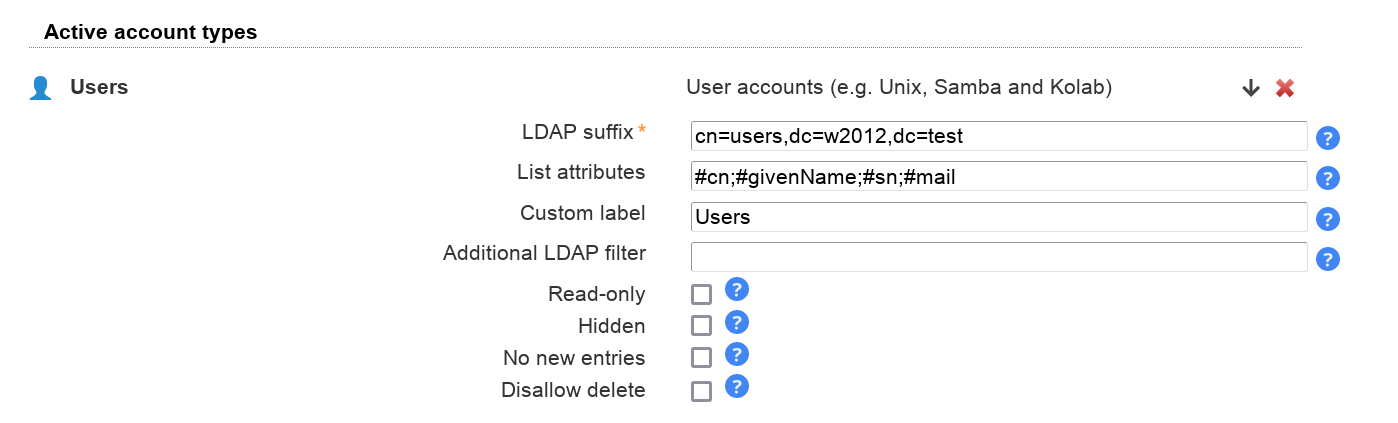 Active account types
Users User accounts (e.g. Unix, Samba and Kolab)
LDAP suffix* cn=users,dc=w2012,dc=test ?
List attributes #cn;#givenName;#sn;#mail ?
Custom label Users ?
Additional LDAP filter ?
Read-only ?
Hidden ?
No new entries ?
Disallow delete ?